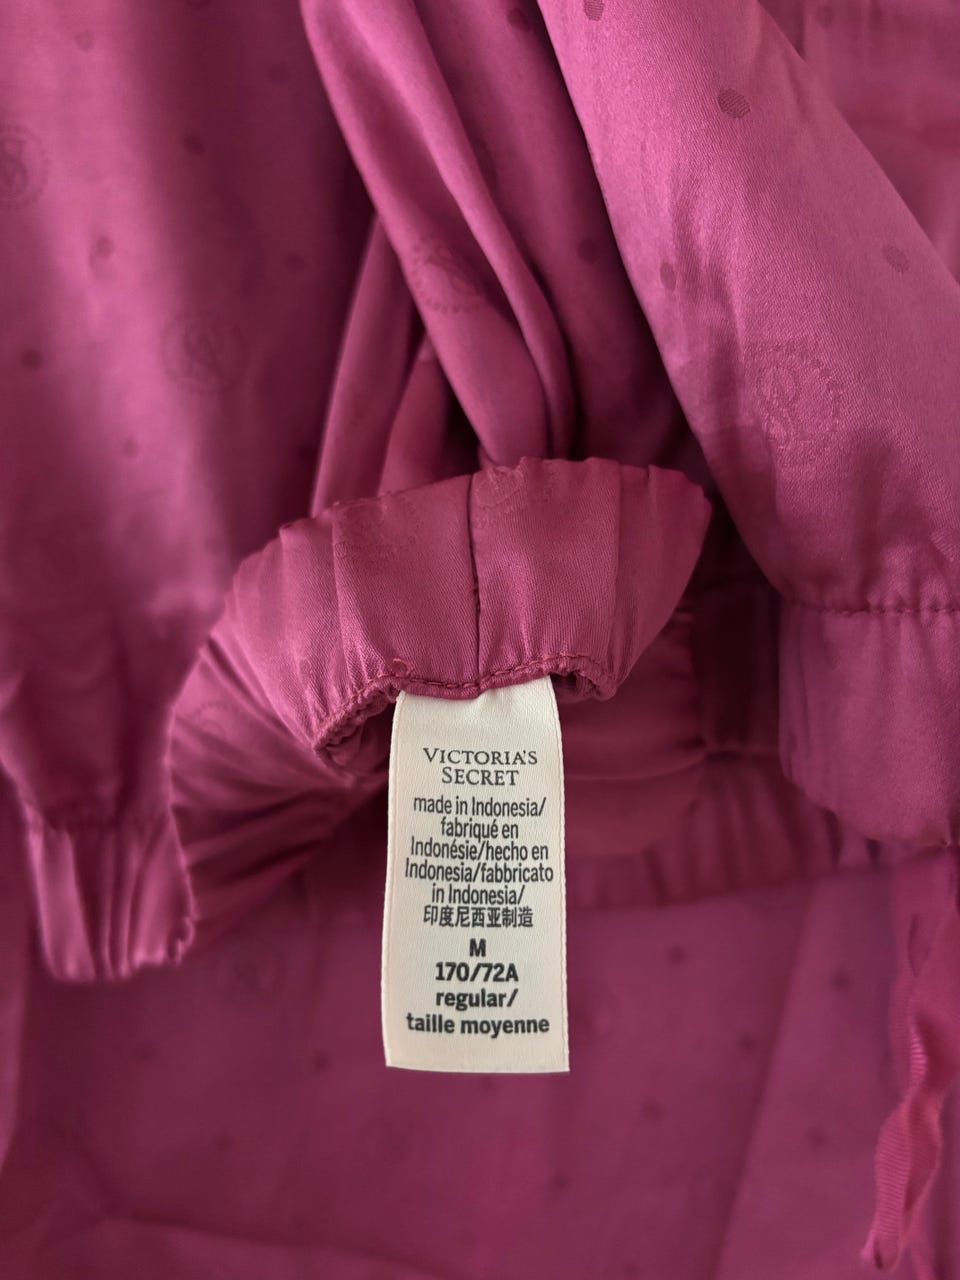 VICTORIA'S
SECRET
made in Indonesia/
fabriqué en
Indonésie/hecho en
Indonesia/fabbricato
in Indonesia/
印度尼西亚制造
M
170/72A
regular/
taille moyenne